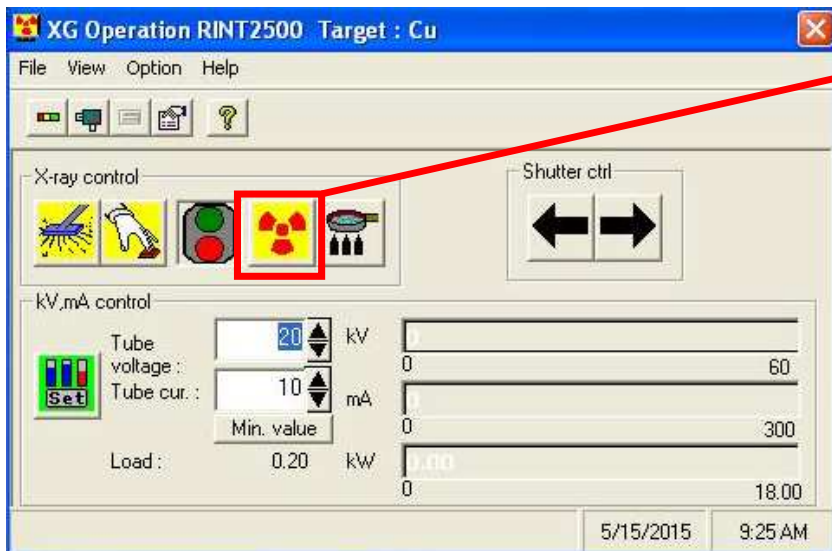 XG Operation RINT2500 Target : Cu
File View Option Help
X-ray control
Shutter ctrl
kV,mA control
Tube voltage :
20
kV
0
0
60
Set
Tube cur. :
10
mA
0
0
300
Min. value
Load :
0.20
kW
0.00
0
18.00
5/15/2015
9:25 AM